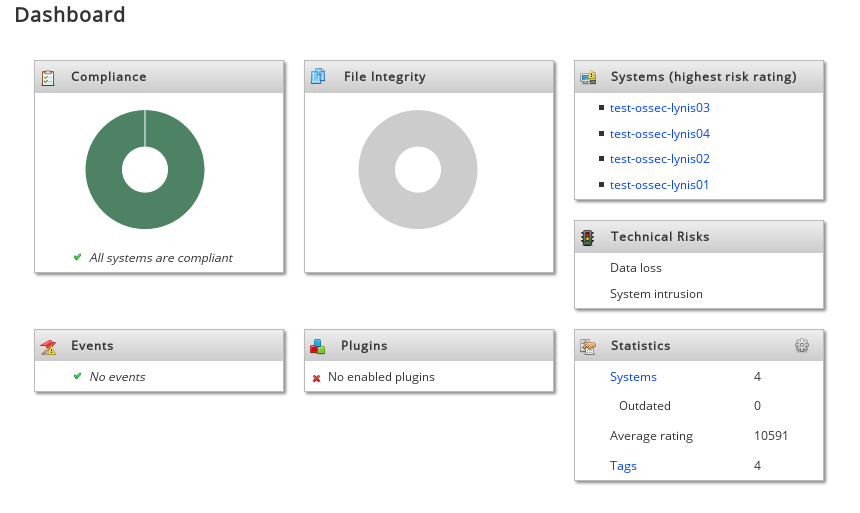 Dashboard
Compliance
All systems are compliant
File Integrity
Systems (highest risk rating)
test-ossec-lynis03
test-ossec-lynis04
test-ossec-lynis02
test-ossec-lynis01
Technical Risks
Data loss
System intrusion
Events
No events
Plugins
No enabled plugins
Statistics
Systems 4
Outdated 0
Average rating 10591
Tags 4